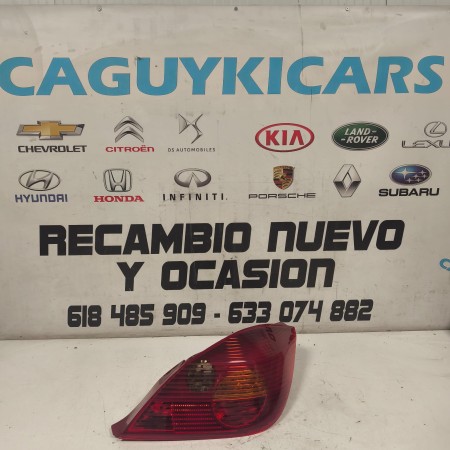 CAGUYKICARS
CHEVROLET CITROËN DS AUTOMOBILES KIA LAND ROVER LEXUS
HYUNDAI HONDA INFINITI PORSCHE RENAULT SUBARU
RECAMBIO NUEVO
Y OCASION
618 485 909 - 633 074 882